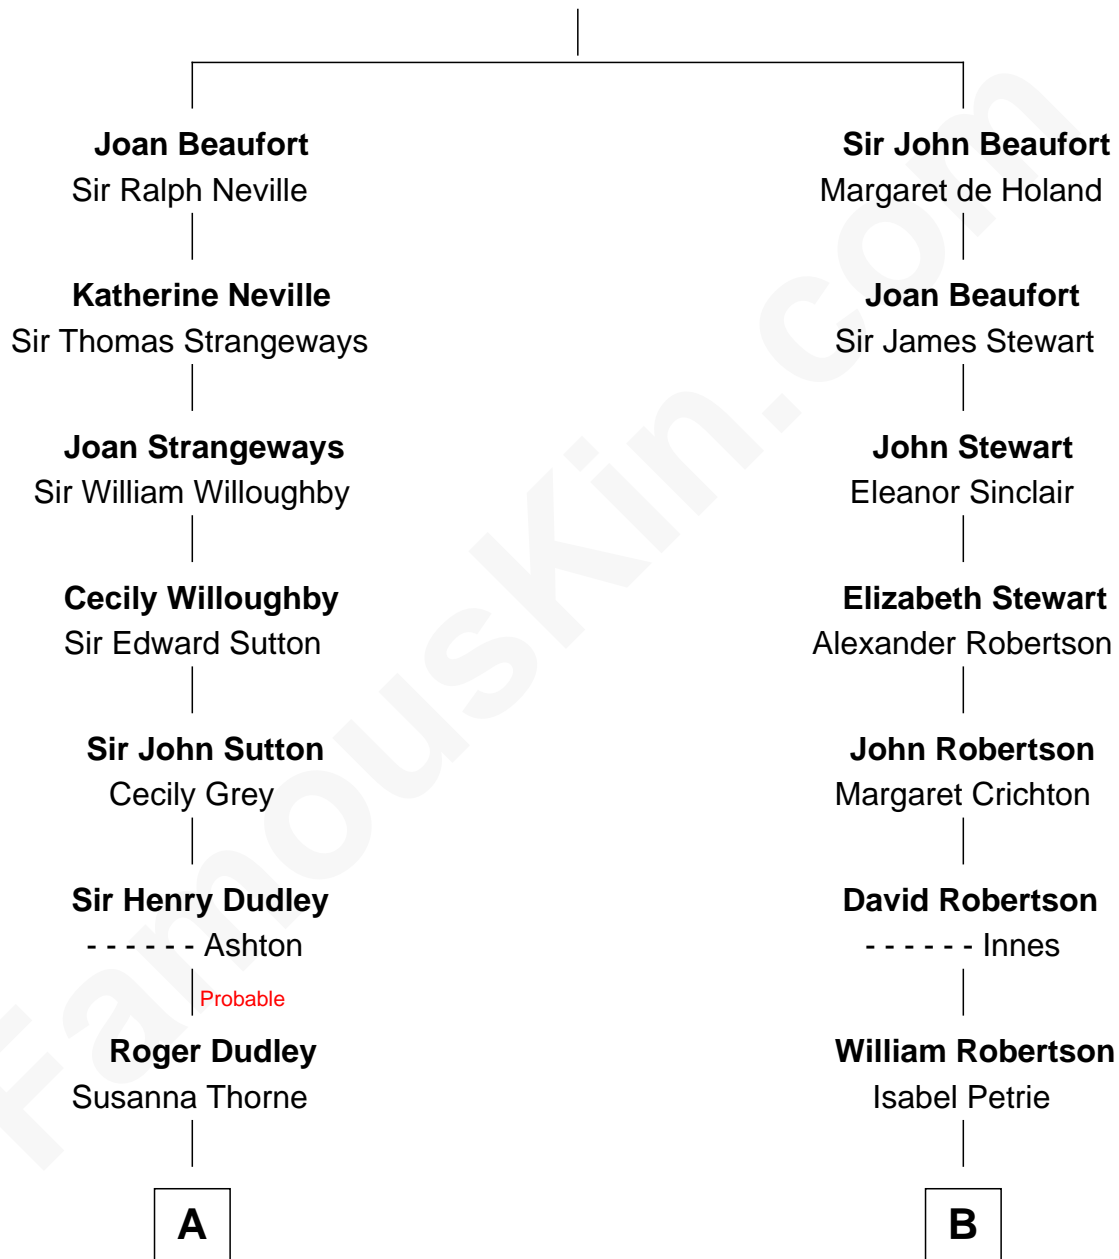 Joan Beaufort
Sir Ralph Neville
Katherine Neville
Sir Thomas Strangeways
Joan Strangeways
Sir William Willoughby
Cecily Willoughby
Sir Edward Sutton
Sir John Sutton
Cecily Grey
Sir Henry Dudley
- - - - - - Ashton
Probable
Roger Dudley
Susanna Thorne
A
Sir John Beaufort
Margaret de Holand
Joan Beaufort
Sir James Stewart
John Stewart
Eleanor Sinclair
Elizabeth Stewart
Alexander Robertson
John Robertson
Margaret Crichton
David Robertson
- - - - - - Innes
William Robertson
Isabel Petrie
B
FamousKin.com